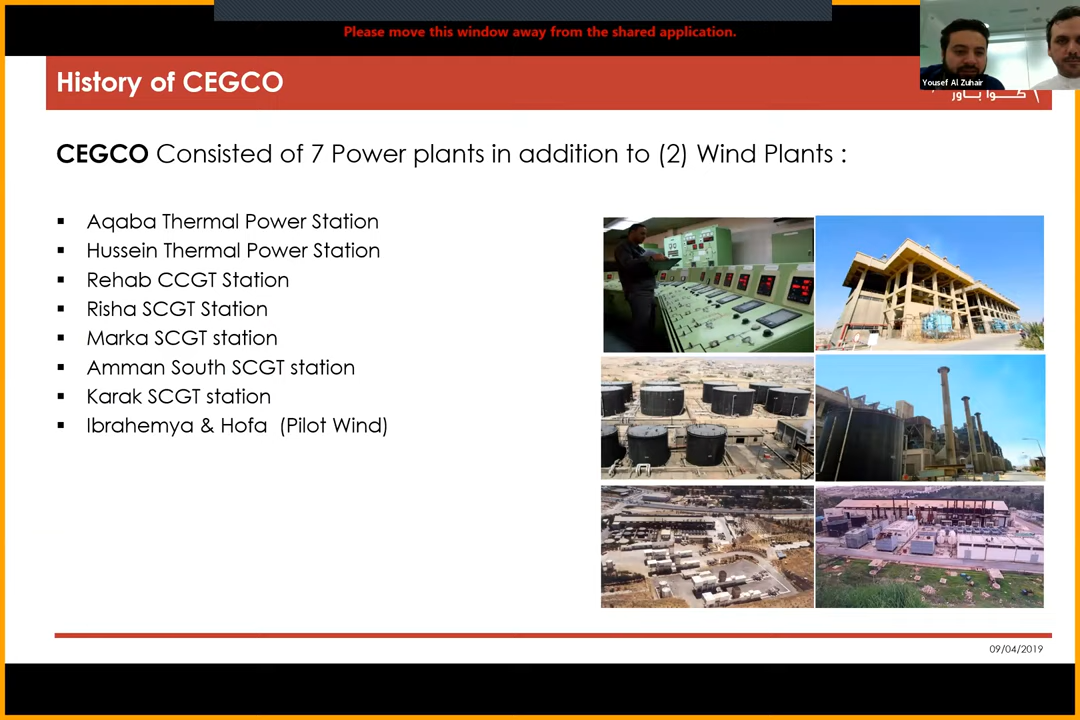 Please move this window away from the shared application.
Yousef Al Zuhair
History of CEGCO
باور
CEGCO Consisted of 7 Power plants in addition to (2) Wind Plants :
▪ Aqaba Thermal Power Station
▪ Hussein Thermal Power Station
▪ Rehab CCGT Station
▪ Risha SCGT Station
▪ Marka SCGT station
▪ Amman South SCGT station
▪ Karak SCGT station
▪ Ibrahemya & Hofa (Pilot Wind)
09/04/2019